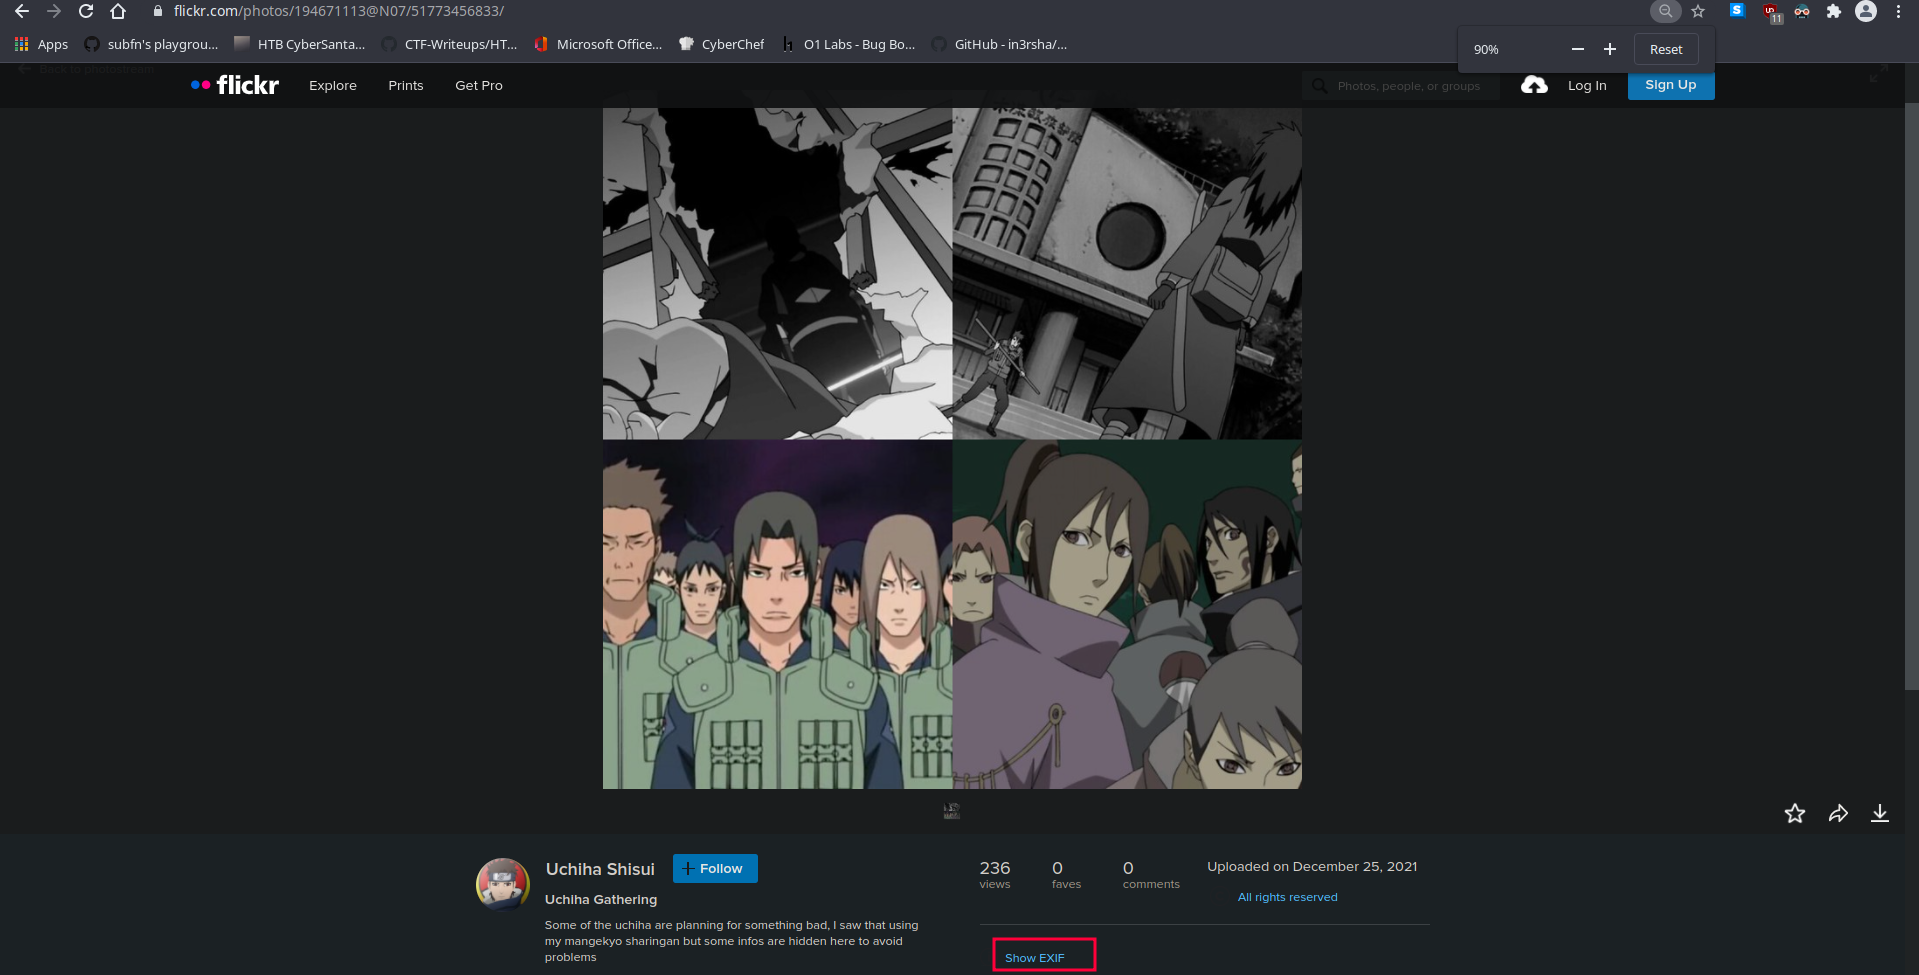 flickr.com/photos/194671113@N07/51773456833/
Apps subfn's playgrou... HTB CyberSanta... CTF-Writeups/HT... Microsoft Office... CyberChef O1 Labs - Bug Bo... GitHub - in3rsha/...
90% Reset
11
Back to photostream
flickr Explore Prints Get Pro Photos, people, or groups Log In Sign Up
Uchiha Shisui
+ Follow
Uchiha Gathering
Some of the uchiha are planning for something bad, I saw that using
my mangekyo sharingan but some infos are hidden here to avoid
problems
236 0 0
views faves comments
Uploaded on December 25, 2021
All rights reserved
Show EXIF